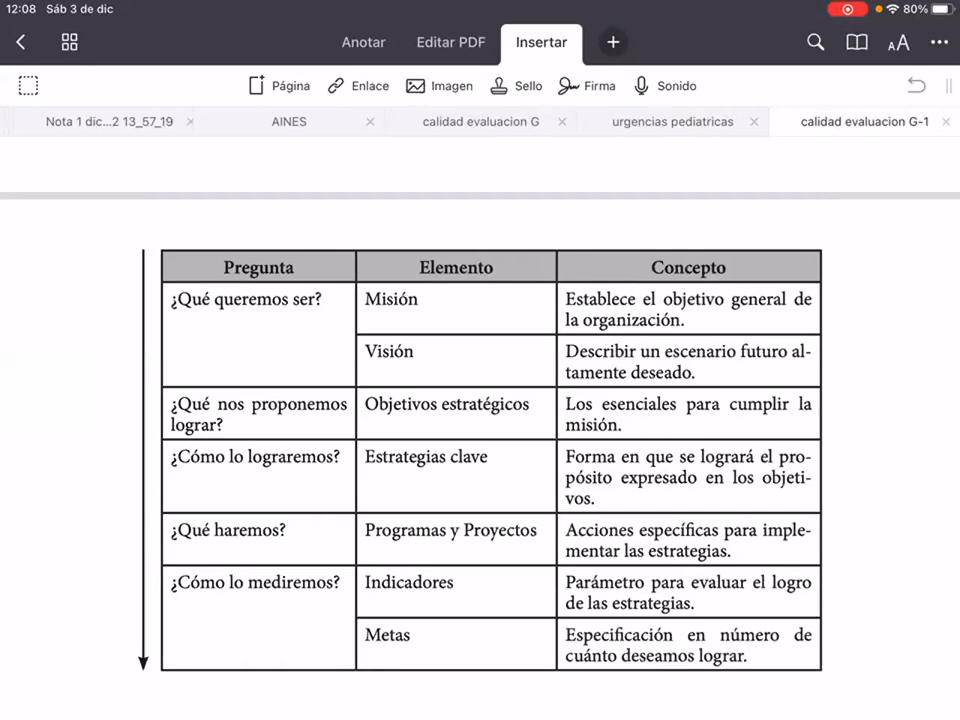 12:08 Sáb 3 de dic 80%
Anotar Editar PDF Insertar
AA
Página Enlace Imagen Sello Firma Sonido
Nota 1 dic...2 13_57_19 AINES calidad evaluacion G urgencias pediatricas calidad evaluacion G-1
Pregunta Elemento Concepto
¿Qué queremos ser? Misión Establece el objetivo general de
la organización.
Visión Describir un escenario futuro al-
tamente deseado.
¿Qué nos proponemos Objetivos estratégicos Los esenciales para cumplir la
lograr? misión.
¿Cómo lo lograremos? Estrategias clave Forma en que se logrará el pro-
pósito expresado en los objeti-
vos.
¿Qué haremos? Programas y Proyectos Acciones específicas para imple-
mentar las estrategias.
¿Cómo lo mediremos? Indicadores Parámetro para evaluar el logro
de las estrategias.
Metas Especificación en número de
cuánto deseamos lograr.